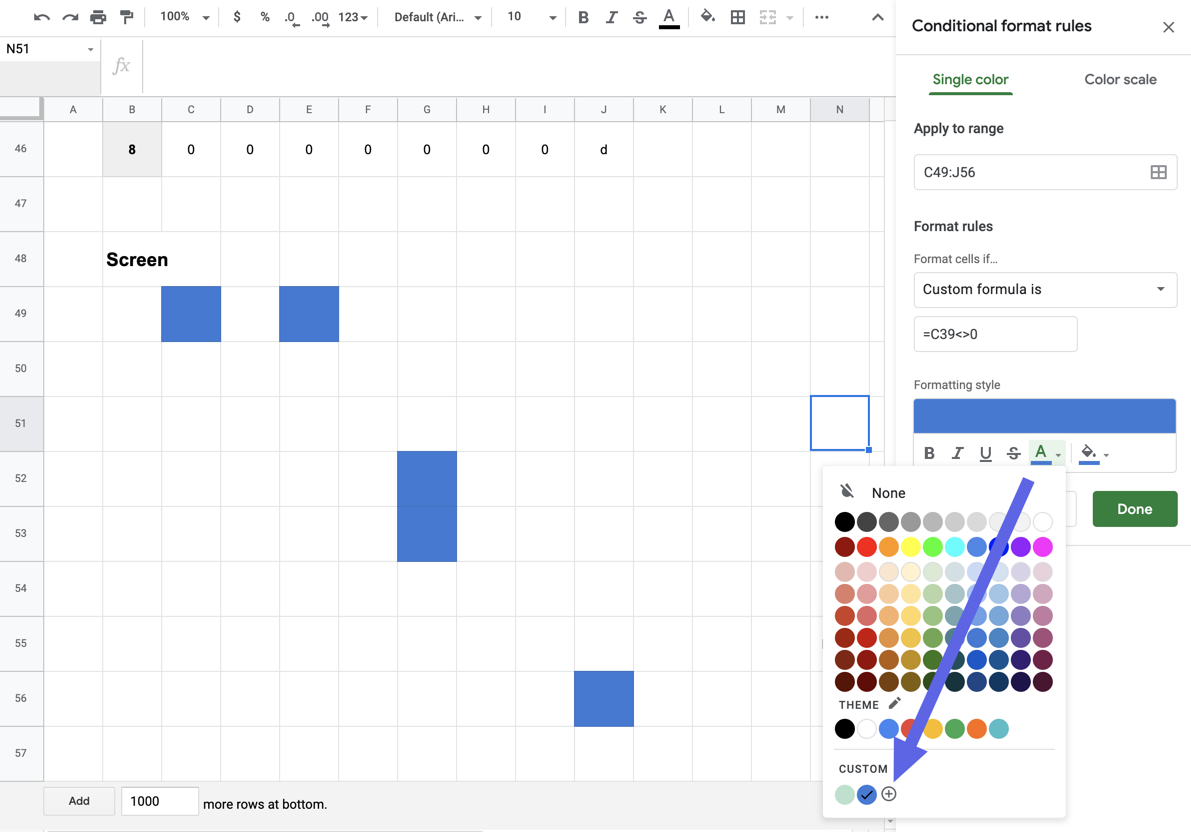 100% $ % .0 .00 123 Default (Ari... 10 B I S A
Conditional format rules
N51
fx
Single color Color scale
A B C D E F G H I J K L M N
Apply to range
46 8 0 0 0 0 0 0 0 d
C49:J56
47
Format rules
48 Screen
Format cells if…
Custom formula is
49
=C39<>0
50
Formatting style
51
B I U S A
52
None
Done
53
54
55
56
THEME
57
CUSTOM
Add 1000 more rows at bottom.